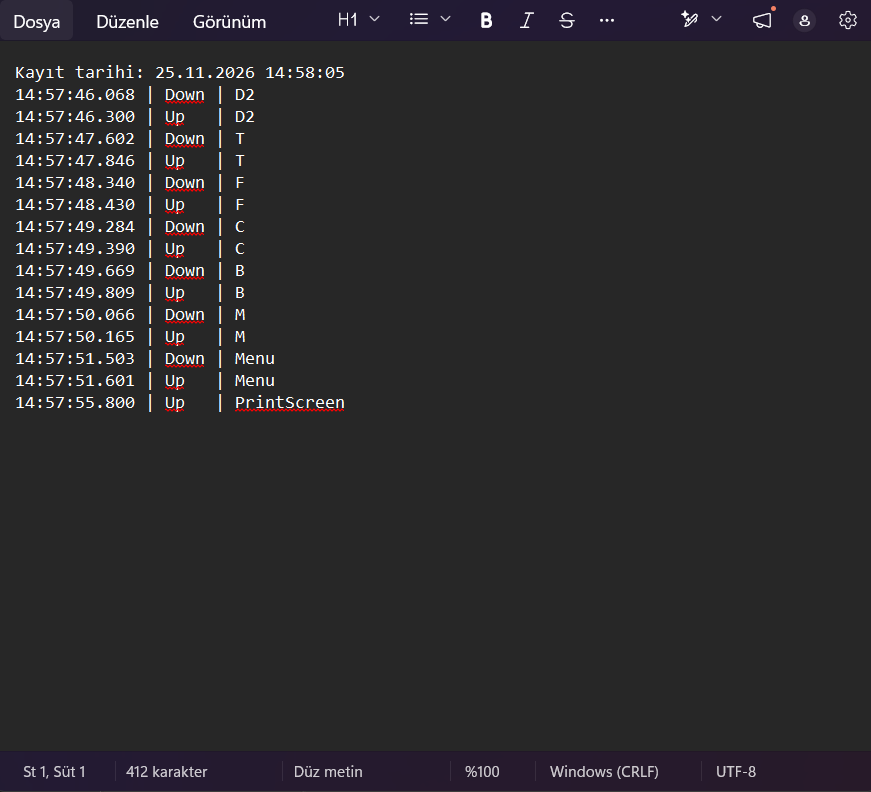 Dosya Düzenle Görünüm H1 B I S ...
Kayıt tarihi: 25.11.2026 14:58:05
14:57:46.068 | Down | D2
14:57:46.300 | Up   | D2
14:57:47.602 | Down | T
14:57:47.846 | Up   | T
14:57:48.340 | Down | F
14:57:48.430 | Up   | F
14:57:49.284 | Down | C
14:57:49.390 | Up   | C
14:57:49.669 | Down | B
14:57:49.809 | Up   | B
14:57:50.066 | Down | M
14:57:50.165 | Up   | M
14:57:51.503 | Down | Menu
14:57:51.601 | Up   | Menu
14:57:55.800 | Up   | PrintScreen
St 1, Süt 1 412 karakter Düz metin %100 Windows (CRLF) UTF-8